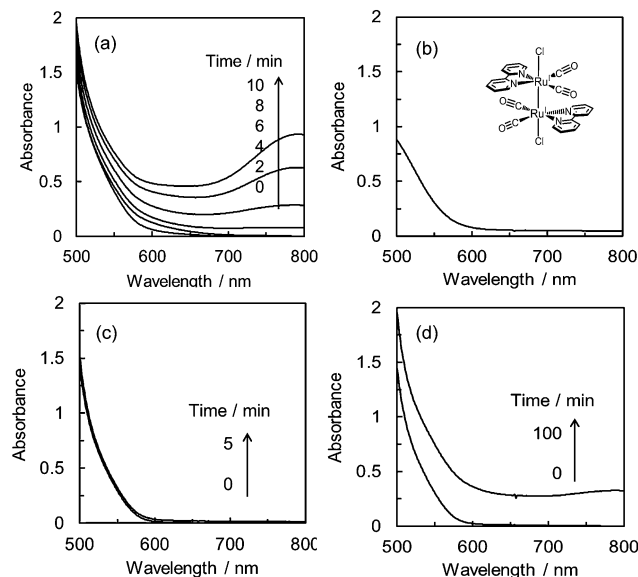 (a)
Time / min
10
8
6
4
2
0
2
1.5
1
0.5
0
Absorbance
500 600 700 800
Wavelength / nm
(b)
Cl
N
N
Ru
C
O
C
O
O
C
O
C
Ru
N
N
Cl
2
1.5
1
0.5
0
Absorbance
500 600 700 800
Wavelength / nm
(c)
Time / min
5
0
2
1.5
1
0.5
0
Absorbance
500 600 700 800
Wavelength / nm
(d)
Time / min
100
0
2
1.5
1
0.5
0
Absorbance
500 600 700 800
Wavelength / nm